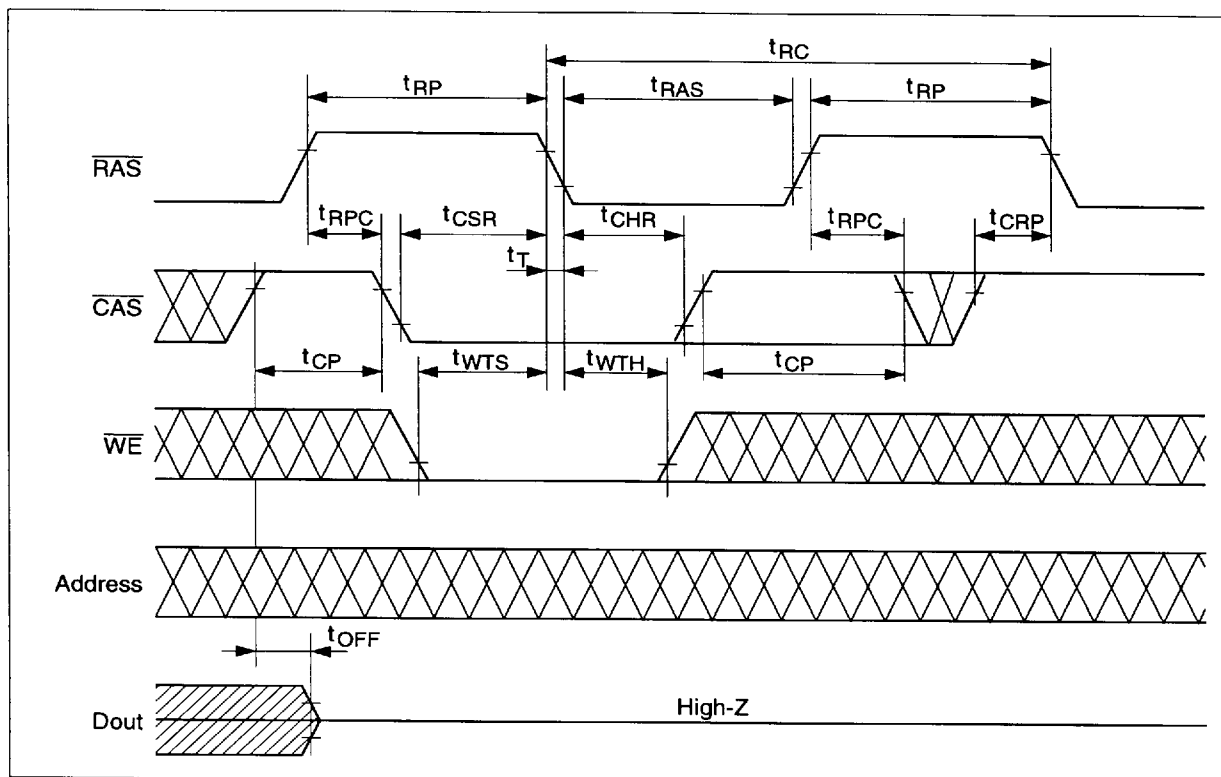 tRC
tRP tRAS tRP
RAS
tRPC tCSR tCHR tRPC tCRP
tT
CAS
tCP tWTS tWTH tCP
WE
Address
tOFF
Dout High-Z